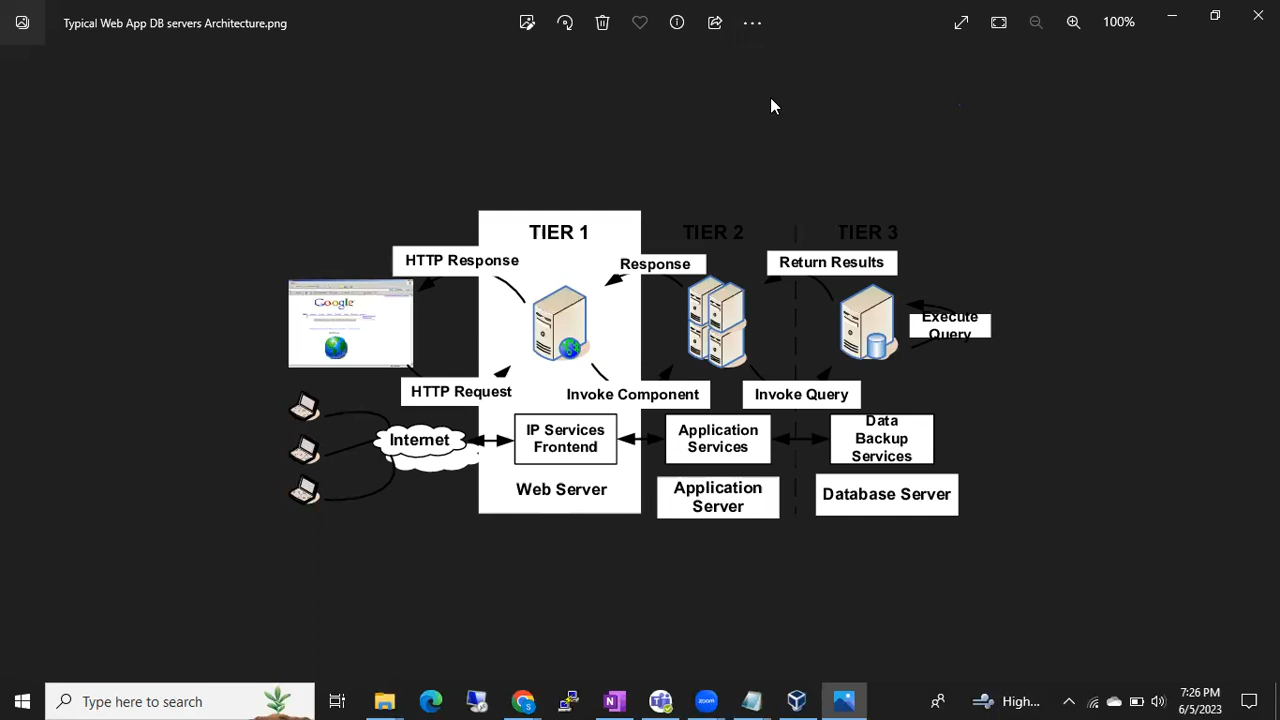 Typical Web App DB servers Architecture.png
100%
TIER 1
TIER 2
TIER 3
HTTP Response
Response
Return Results
Google
Execute
Query
HTTP Request
Invoke Component
Invoke Query
Internet
IP Services
Frontend
Application
Services
Data
Backup
Services
Web Server
Application
Server
Database Server
Type here to search
zoom
High...
7:26 PM
6/5/2023